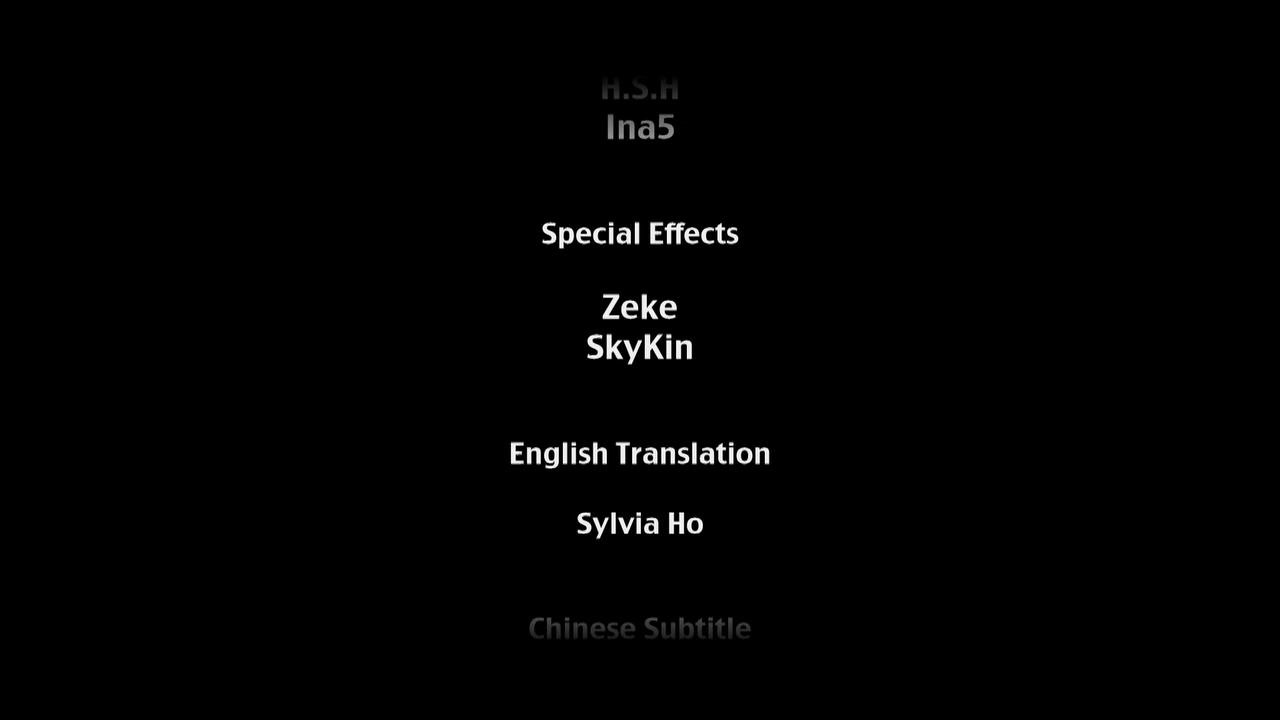 H.S.H
Ina5
Special Effects
Zeke
SkyKin
English Translation
Sylvia Ho
Chinese Subtitle